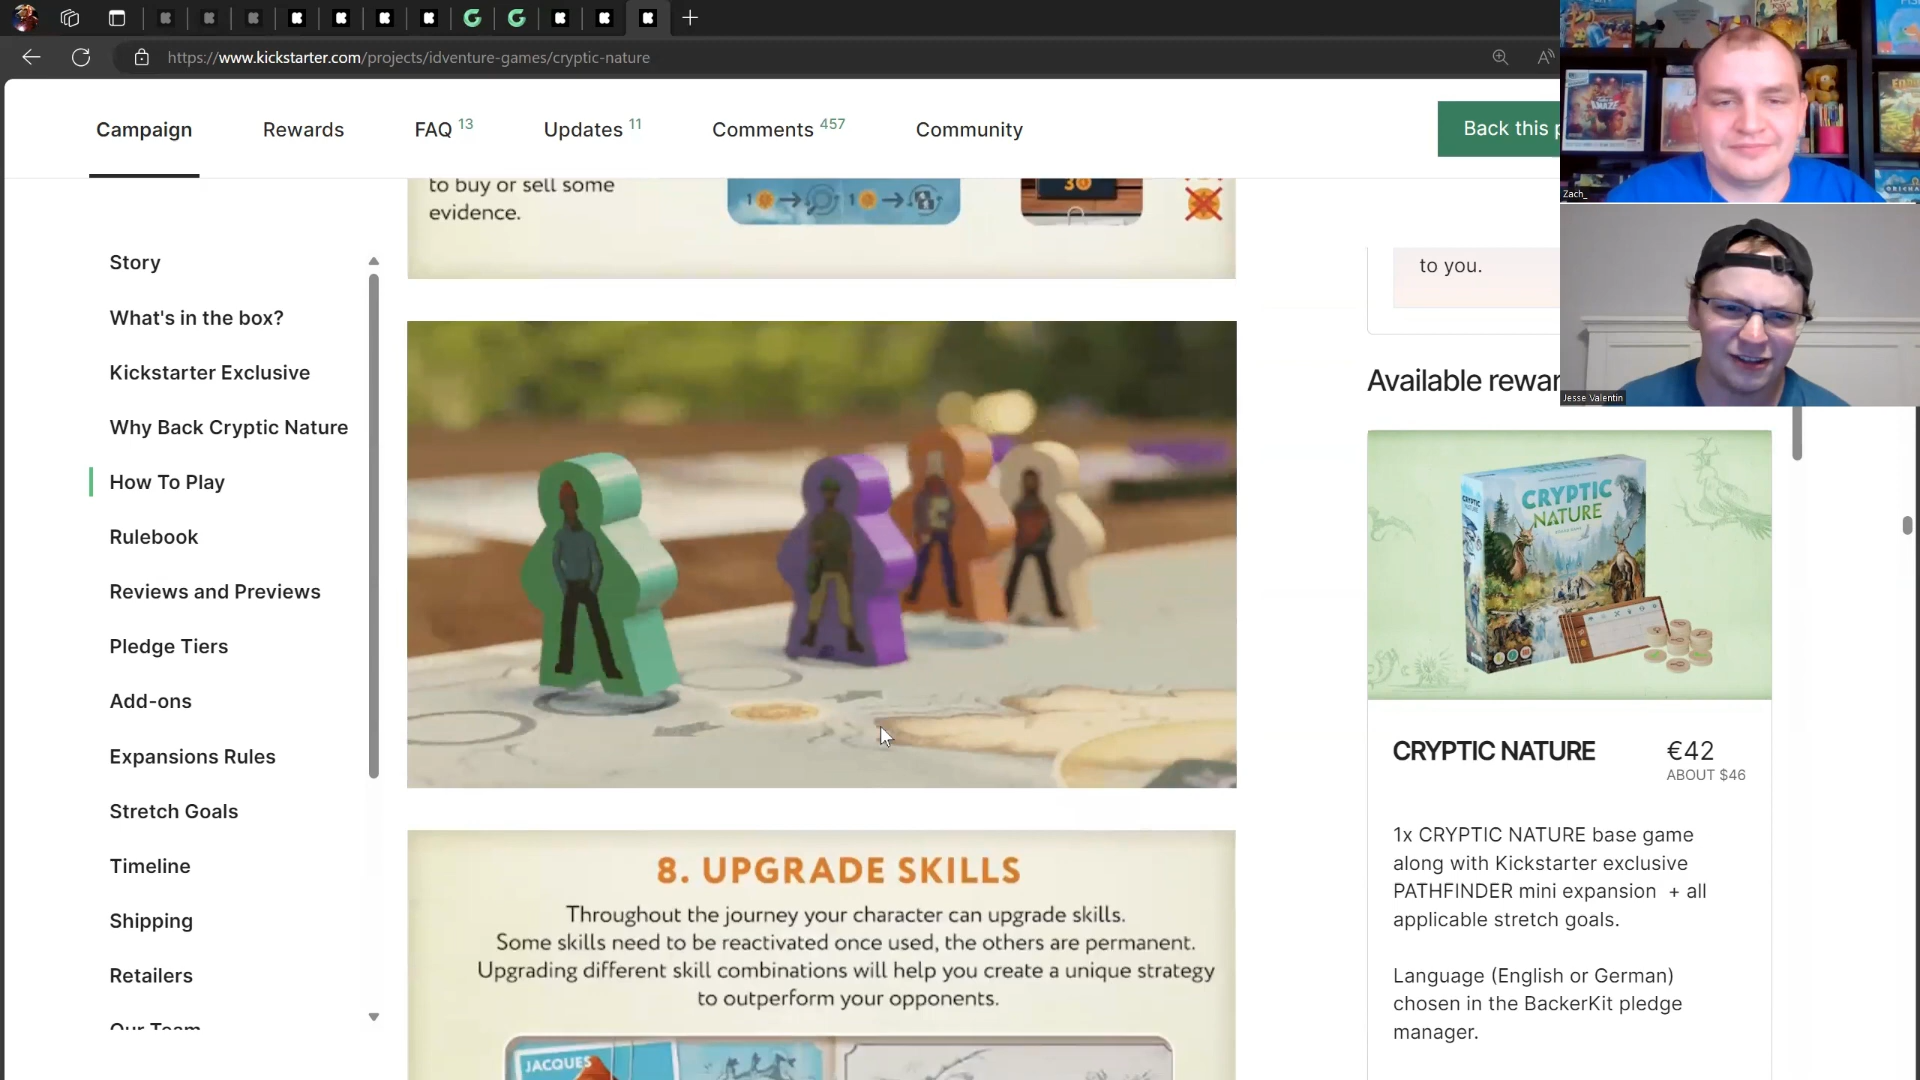 https://www.kickstarter.com/projects/idventure-games/cryptic-nature
Campaign
Rewards
FAQ 13
Updates 11
Comments 457
Community
Back this
Zach_
Jesse Valentin
to buy or sell some
evidence.
1
1
30
Story
What's in the box?
Kickstarter Exclusive
Why Back Cryptic Nature
How To Play
Rulebook
Reviews and Previews
Pledge Tiers
Add-ons
Expansions Rules
Stretch Goals
Timeline
Shipping
Retailers
Our Team
8. UPGRADE SKILLS
Throughout the journey your character can upgrade skills.
Some skills need to be reactivated once used, the others are permanent.
Upgrading different skill combinations will help you create a unique strategy
to outperform your opponents.
JACQUES
to you.
Available rewar
CRYPTIC
NATURE
CRYPTIC NATURE
€42
ABOUT $46
1x CRYPTIC NATURE base game
along with Kickstarter exclusive
PATHFINDER mini expansion + all
applicable stretch goals.
Language (English or German)
chosen in the BackerKit pledge
manager.